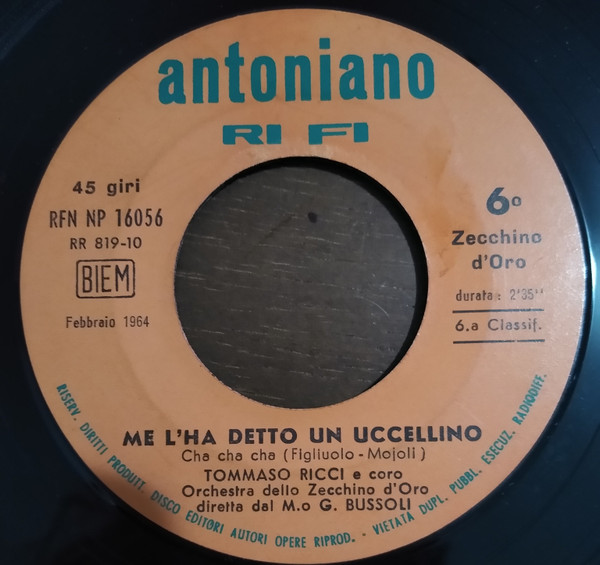 antoniano
RI FI
45 giri
RFN NP 16056
RR 819-10
BIEM
Febbraio 1964
6º
Zecchino
d'Oro
durata: 2'35"
6.a Classif.
ME L'HA DETTO UN UCCELLINO
Cha cha cha (Figliuolo - Mojoli)
TOMMASO RICCI e coro
Orchestra dello Zecchino d'Oro
diretta dal M.o G. BUSSOLI
RISERV. DIRITTI PRODUTT. DISCO EDITORI AUTORI OPERE RIPROD. - VIETATA DUPL. PUBBL. ESECUZ. RADIODIFF.